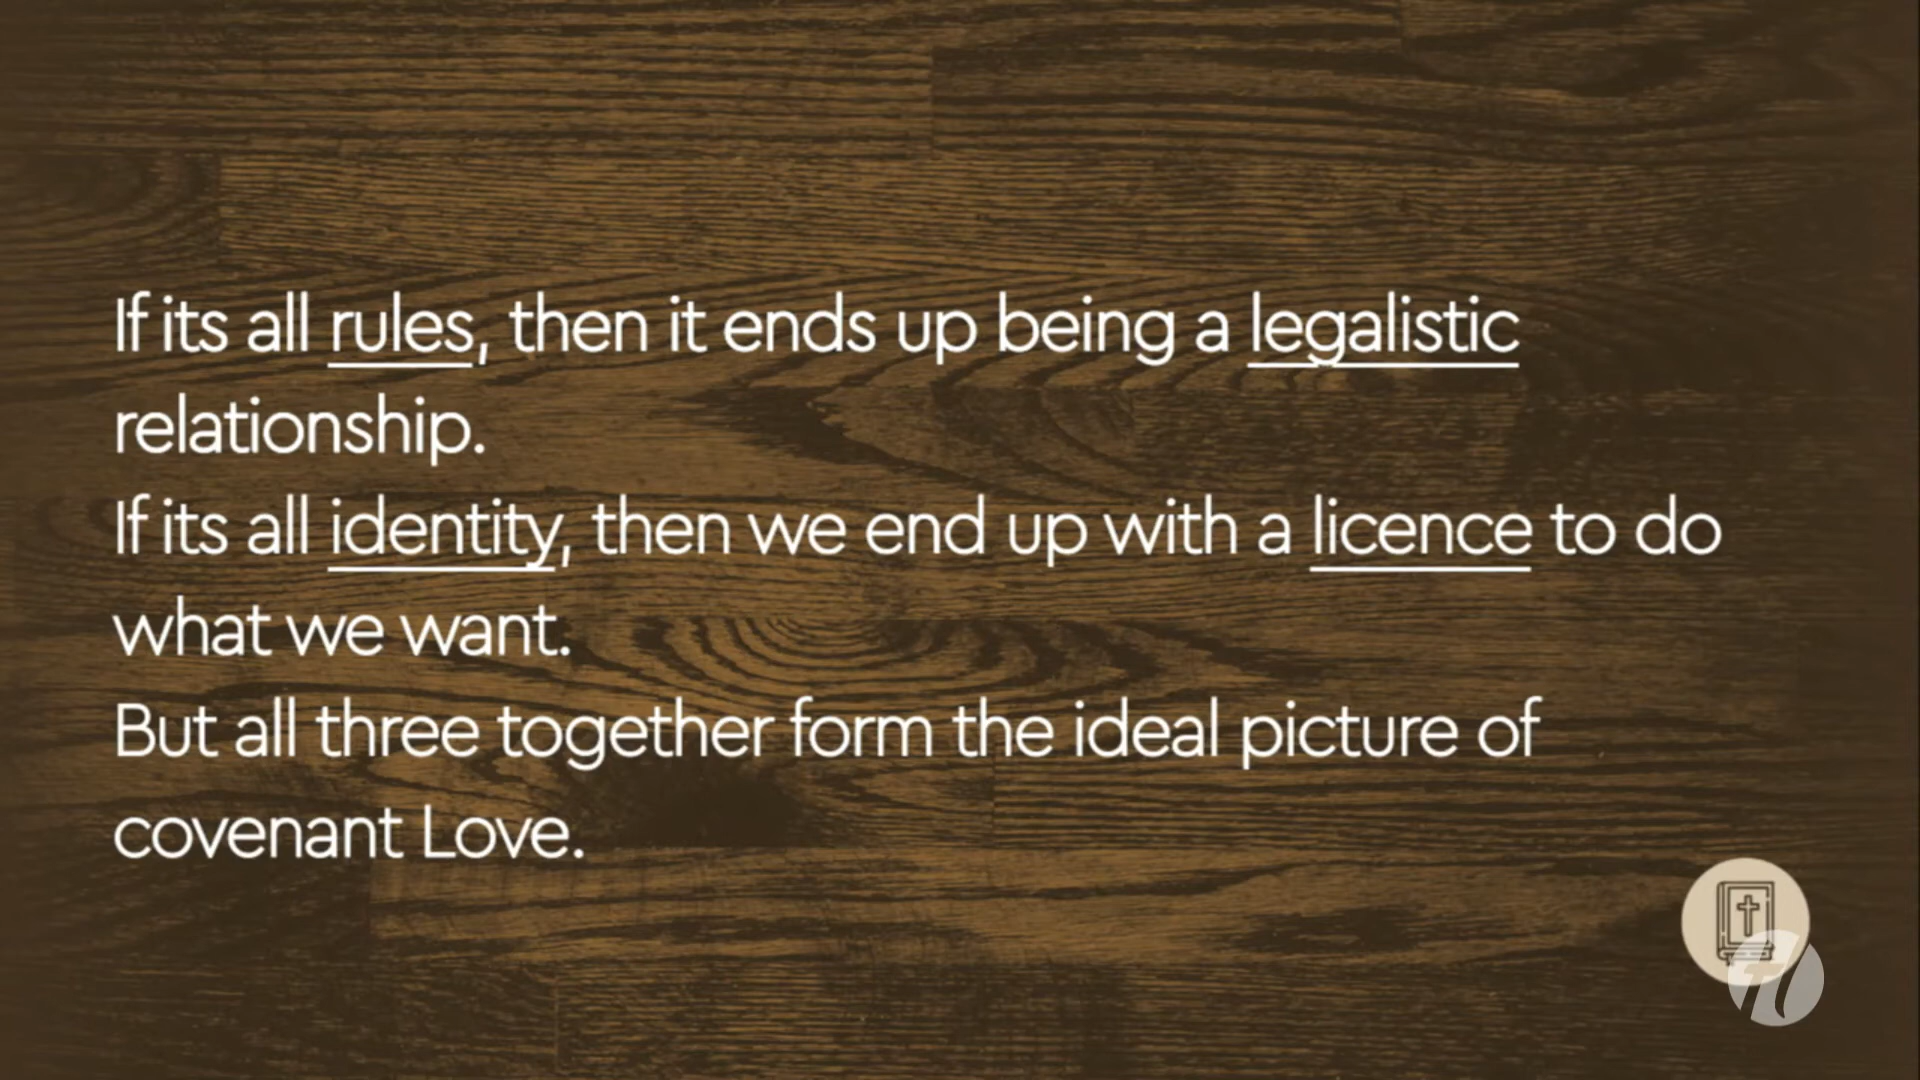 If its all rules, then it ends up being a legalistic
relationship.
If its all identity, then we end up with a licence to do
what we want.
But all three together form the ideal picture of
covenant Love.